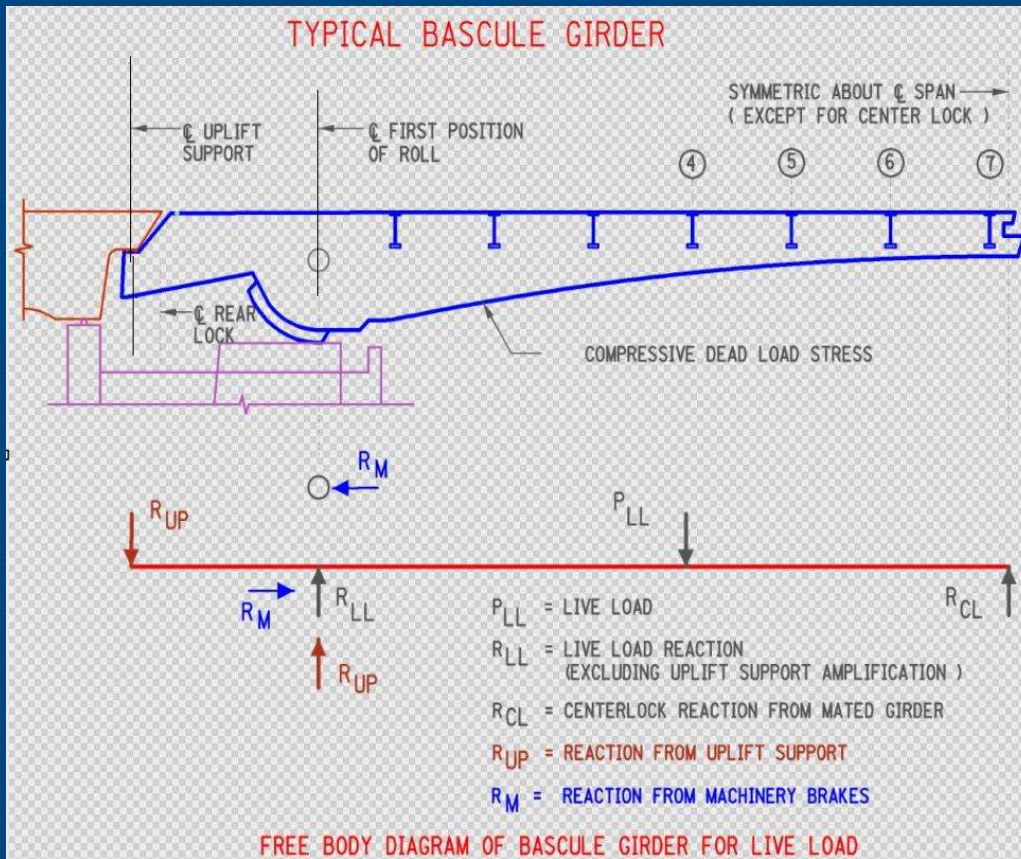 TYPICAL BASCULE GIRDER
SYMMETRIC ABOUT ℄ SPAN
( EXCEPT FOR CENTER LOCK )
℄ UPLIFT
SUPPORT
℄ FIRST POSITION
OF ROLL
4
5
6
7
℄ REAR
LOCK
COMPRESSIVE DEAD LOAD STRESS
RM
RUP
PLL
RM
RLL
RCL
RUP
PLL = LIVE LOAD
RLL = LIVE LOAD REACTION
(EXCLUDING UPLIFT SUPPORT AMPLIFICATION )
RCL = CENTERLOCK REACTION FROM MATED GIRDER
RUP = REACTION FROM UPLIFT SUPPORT
RM = REACTION FROM MACHINERY BRAKES
FREE BODY DIAGRAM OF BASCULE GIRDER FOR LIVE LOAD